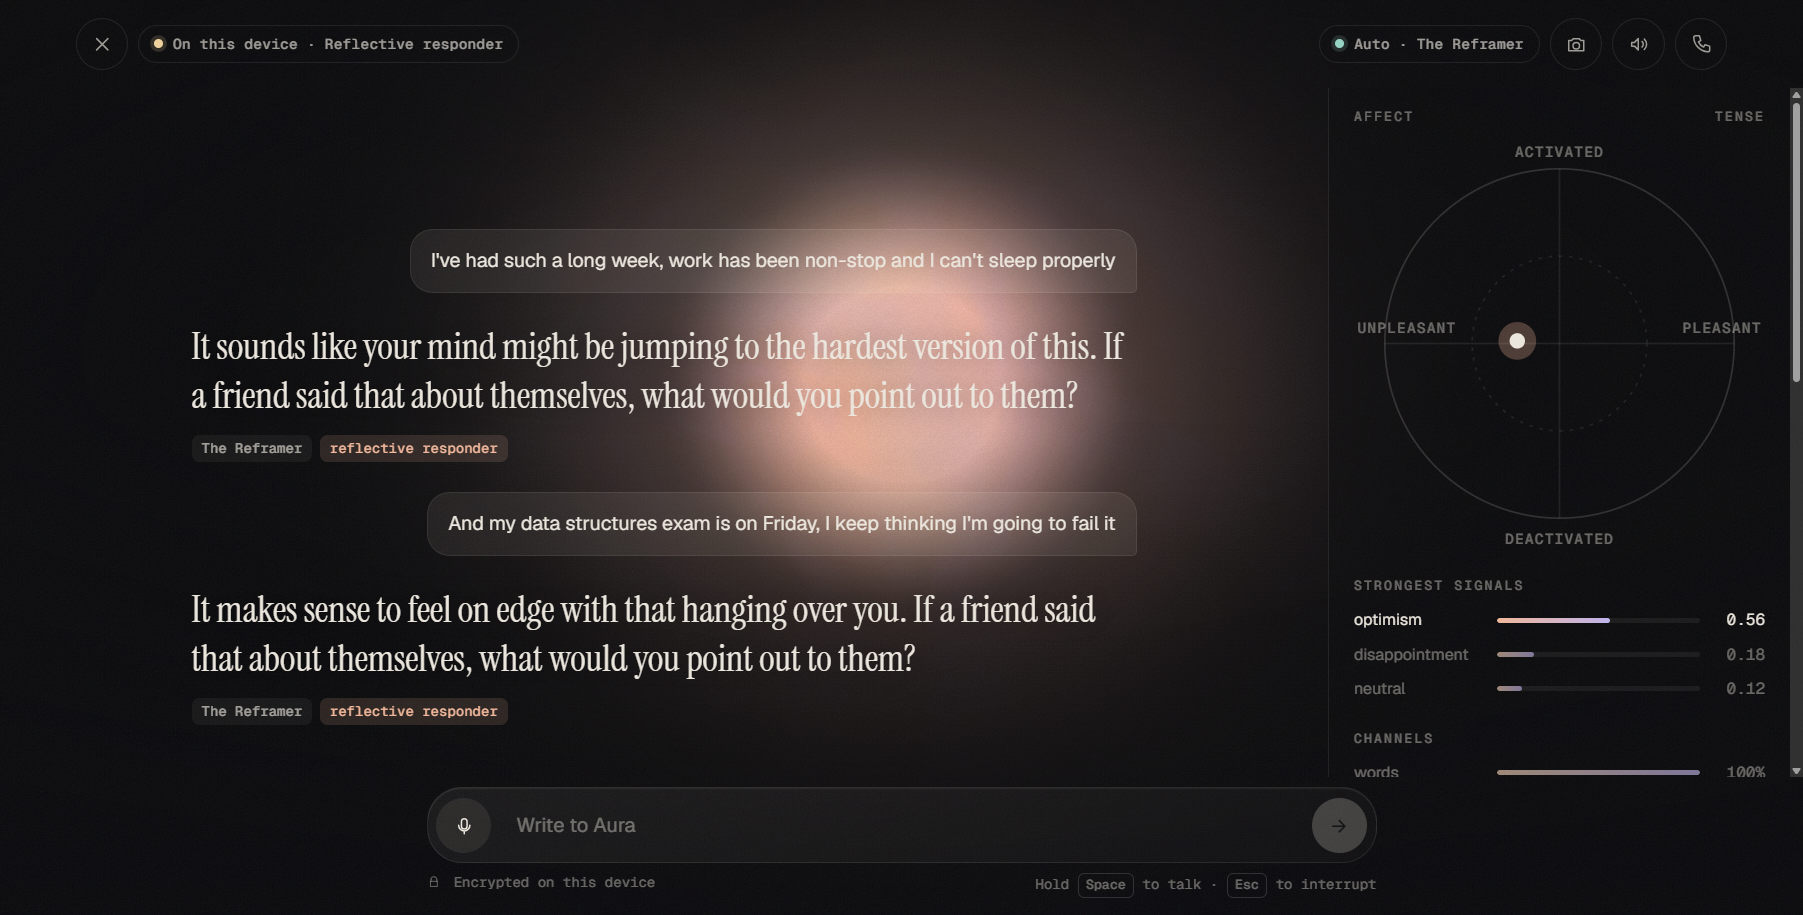 On this device · Reflective responder
Auto · The Reframer
I've had such a long week, work has been non-stop and I can't sleep properly
It sounds like your mind might be jumping to the hardest version of this. If
a friend said that about themselves, what would you point out to them?
The Reframer
reflective responder
And my data structures exam is on Friday, I keep thinking I'm going to fail it
It makes sense to feel on edge with that hanging over you. If a friend said
that about themselves, what would you point out to them?
The Reframer
reflective responder
Write to Aura
Encrypted on this device
Hold Space to talk · Esc to interrupt
AFFECT
TENSE
ACTIVATED
UNPLEASANT
PLEASANT
DEACTIVATED
STRONGEST SIGNALS
optimism 0.56
disappointment 0.18
neutral 0.12
CHANNELS
words 100%